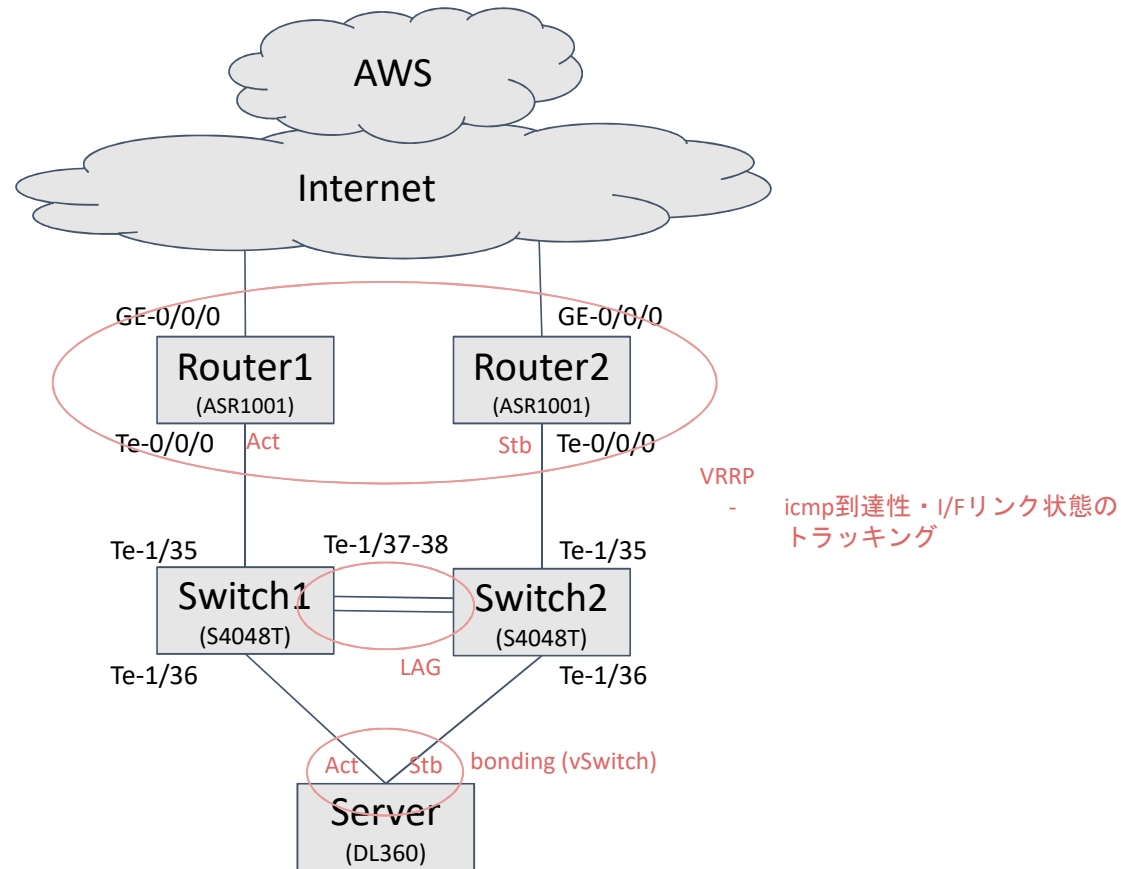 AWS
Internet
GE-0/0/0
GE-0/0/0
Router1
(ASR1001)
Router2
(ASR1001)
Te-0/0/0
Act
Stb
Te-0/0/0
VRRP
- icmp到達性・I/Fリンク状態の
トラッキング
Te-1/35
Te-1/37-38
Te-1/35
Switch1
(S4048T)
Switch2
(S4048T)
Te-1/36
LAG
Te-1/36
Act
Stb
bonding (vSwitch)
Server
(DL360)